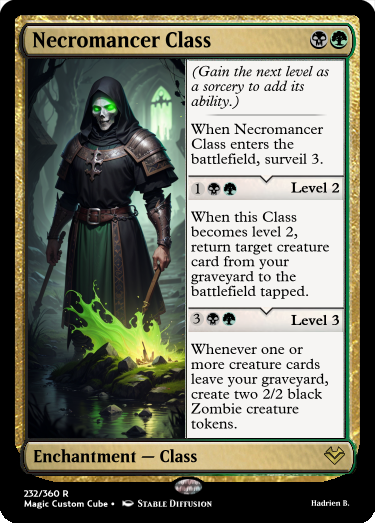 Necromancer Class
(Gain the next level as
a sorcery to add its
ability.)
When Necromancer
Class enters the
battlefield, surveil 3.
1 Level 2
When this Class
becomes level 2,
return target creature
card from your
graveyard to the
battlefield tapped.
3 Level 3
Whenever one or
more creature cards
leave your graveyard,
create two 2/2 black
Zombie creature
tokens.
Enchantment — Class
232/360 R
Magic Custom Cube • Stable Diffusion
Hadrien B.